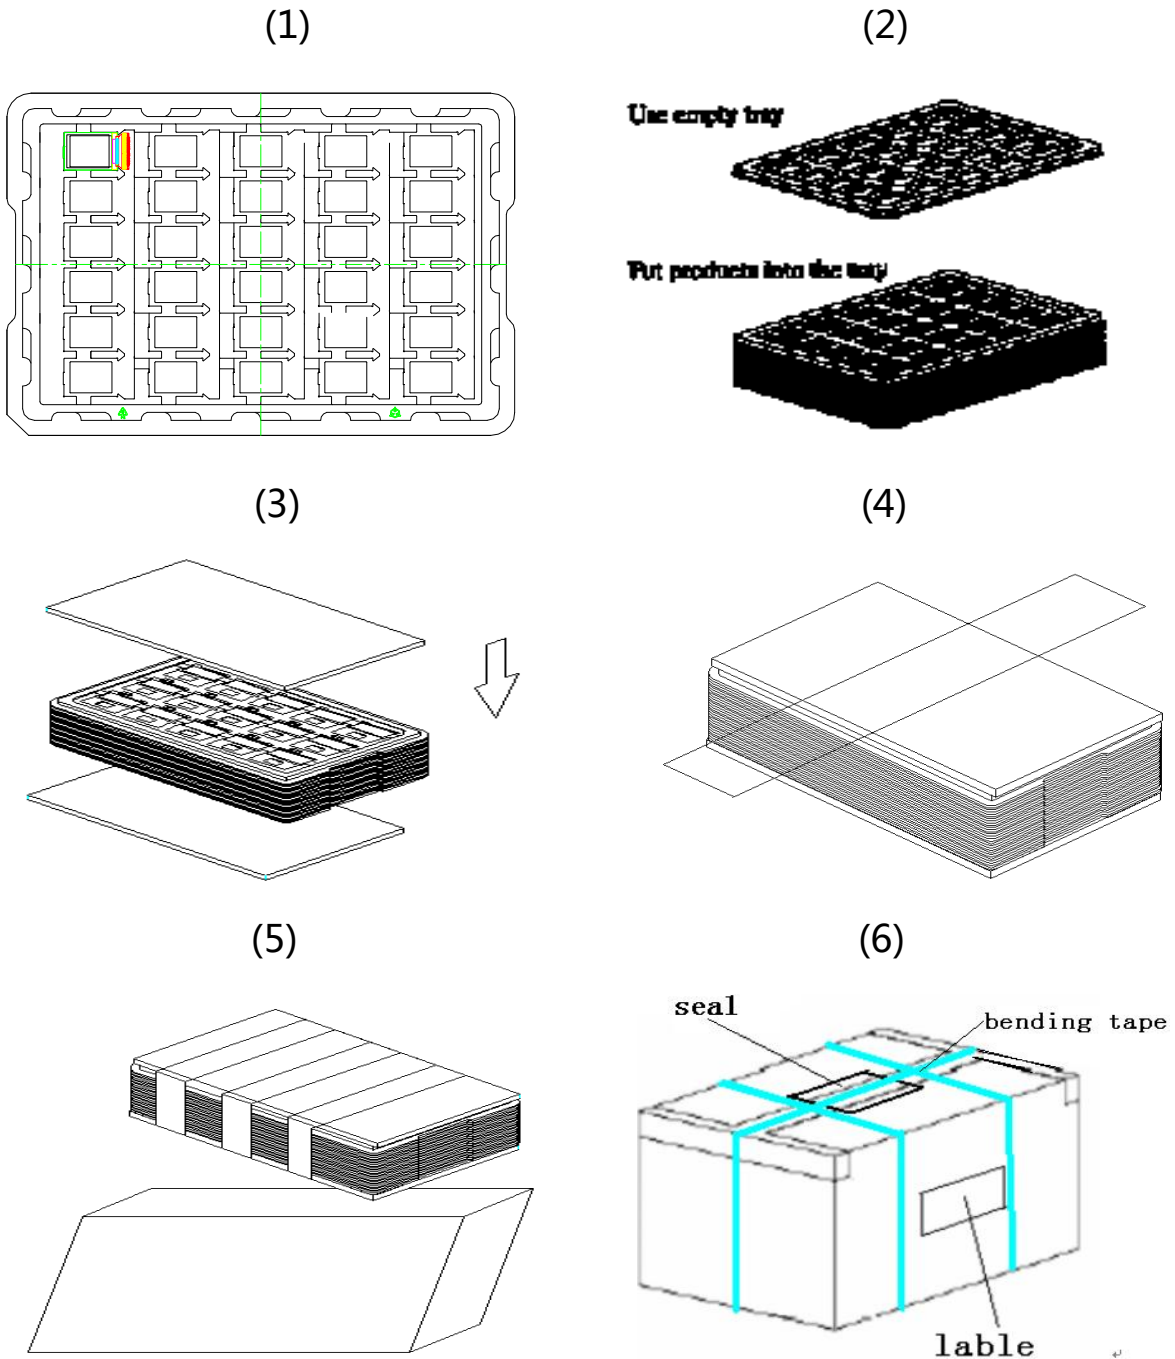 (1)
(2)
Use empty tray
Put products into the tray
(3)
(4)
(5)
(6)
seal
bending tape
lable